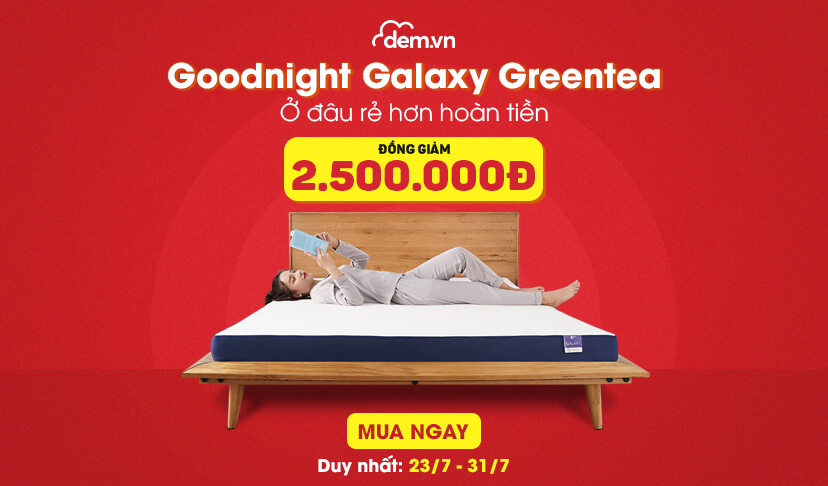 dem.vn
Goodnight Galaxy Greentea
Ở đâu rẻ hơn hoàn tiền
ĐỒNG GIẢM
2.500.000Đ
GALAXY
MUA NGAY
Duy nhất: 23/7 - 31/7